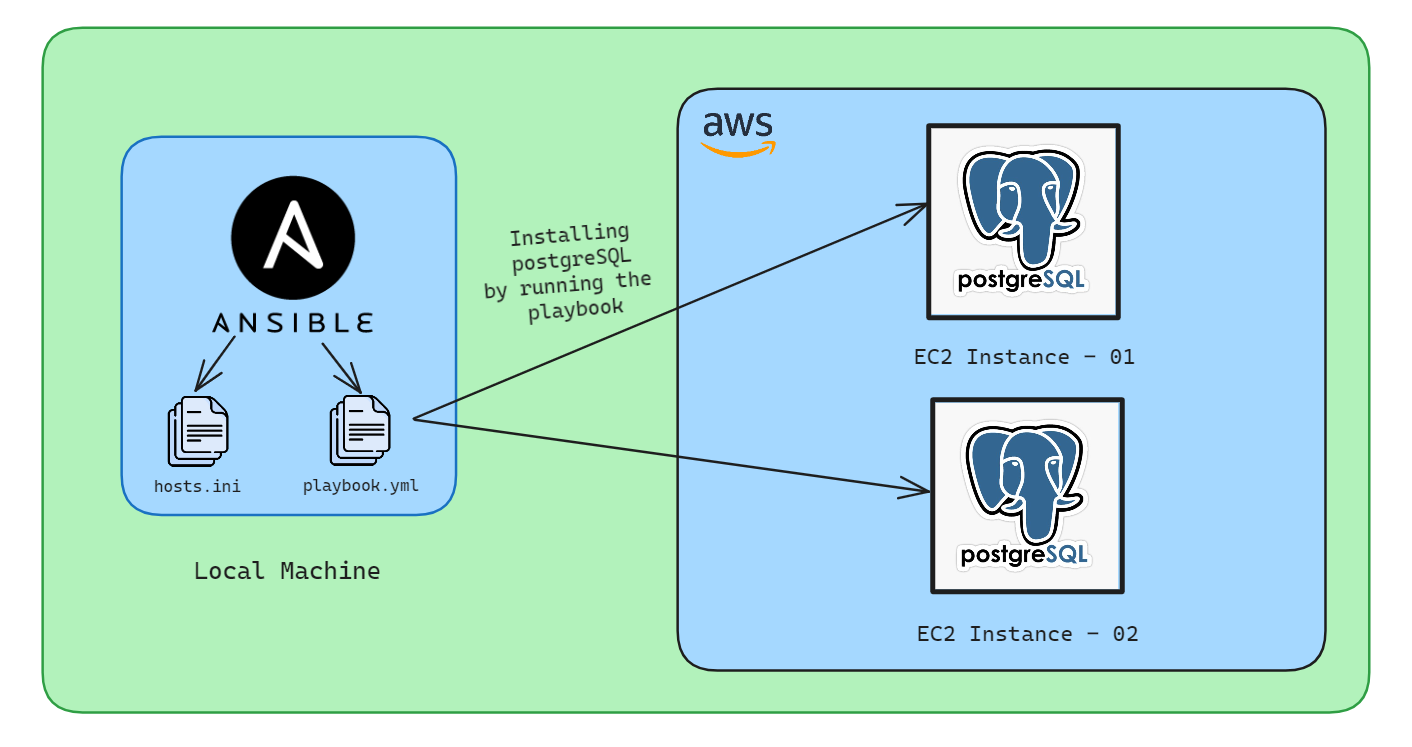 ANSIBLE
hosts.ini
playbook.yml
Local Machine
Installing
postgreSQL
by running the
playbook
aws
postgreSQL
EC2 Instance - 01
postgreSQL
EC2 Instance - 02